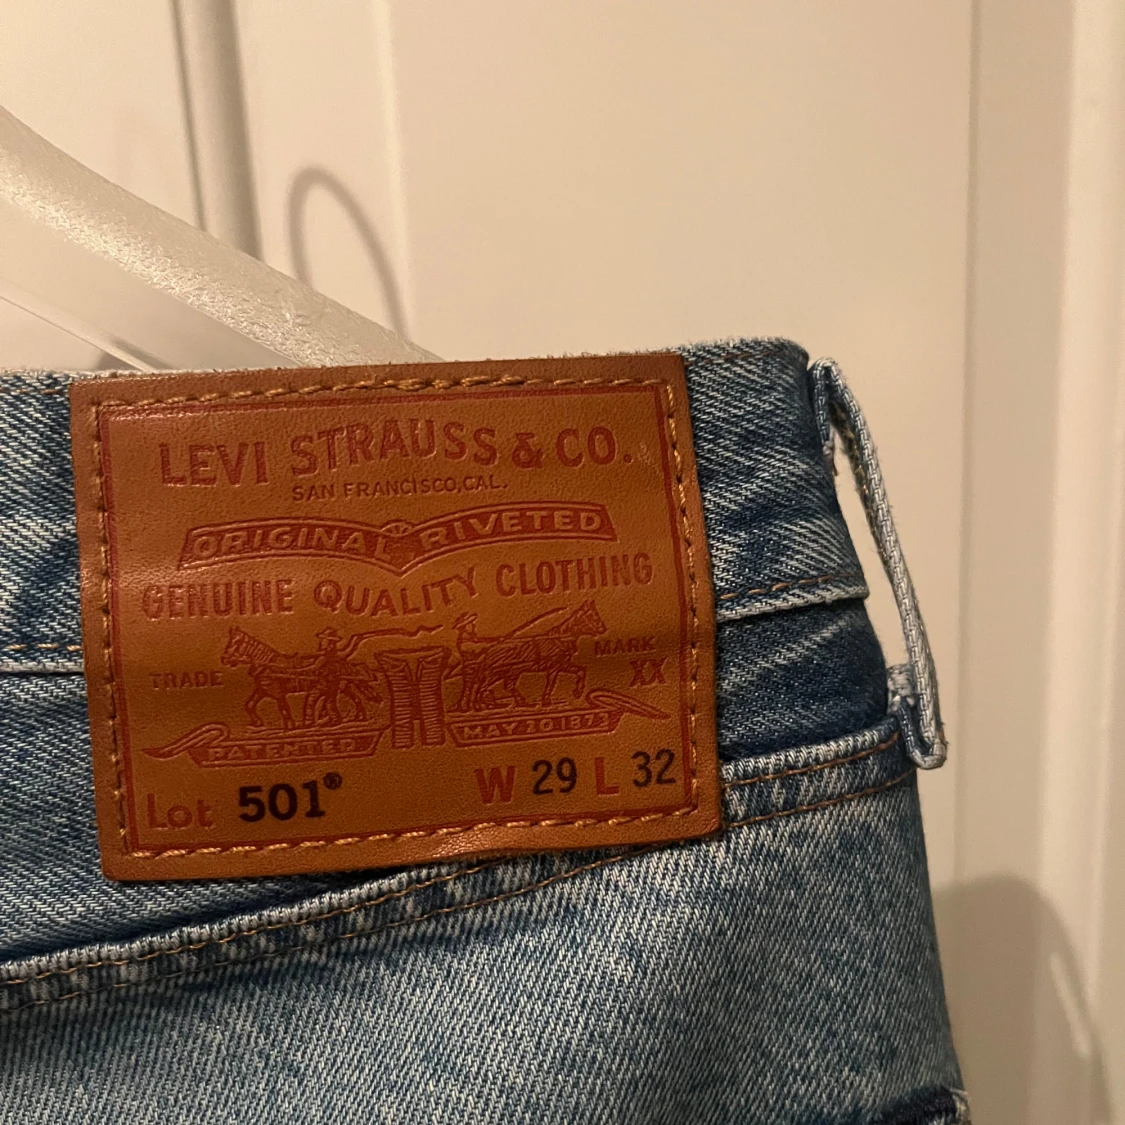 LEVI STRAUSS & CO.
SAN FRANCISCO, CAL.
ORIGINAL RIVETED
GENUINE QUALITY CLOTHING
TRADE MARK
XX
PATENTED MAY 20 1873
Lot 501® W 29 L 32